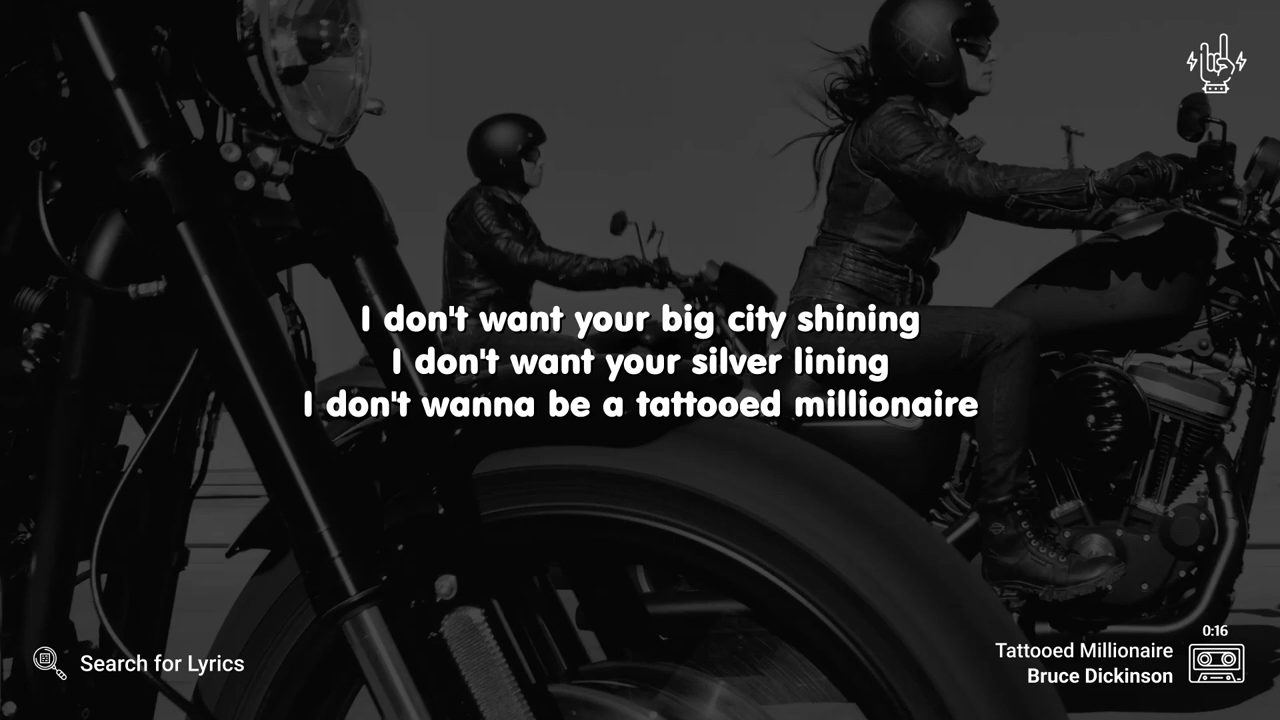 I don't want your big city shining
I don't want your silver lining
I don't wanna be a tattooed millionaire
Search for Lyrics
0:16
Tattooed Millionaire
Bruce Dickinson